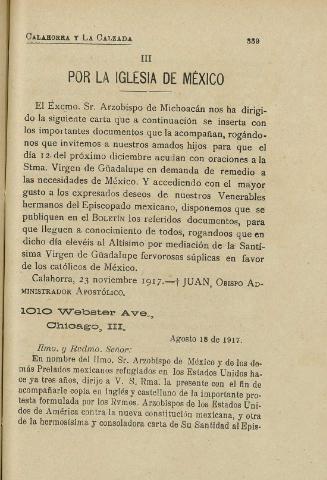 CALAHORRA Y LA CALZADA 559
III
POR LA IGLESIA DE MÉXICO
El Excmo. Sr. Arzobispo de Michoacán nos ha dirigi-
do la siguiente carta que a continuación se inserta con
los importantes documentos que la acompañan, rogándo-
nos que invitemos a nuestros amados hijos para que el
día 12 del próximo diciembre acudan con oraciones a la
Stma. Virgen de Güadalupe en demanda de remedio a
las necesidades de México. Y accediendo con el mayor
gusto a los expresados deseos de nuestros Venerables
hermanos del Episcopado mexicano, disponemos que se
publiquen en el BOLETÍN los referidos documentos, para
que lleguen a conocimiento de todos, rogandoos que en
dicho día elevéis al Altísimo por mediación de la Santí-
sima Virgen de Guadalupe fervorosas súplicas en favor
de los católicos de México.
Calahorra, 23 noviembre 1917.—† JUAN, OBISPO AD-
MINISTRADOR APOSTÓLICO.
1010 Webster Ave.,
Chicago, Ill.
Agosto 18 de 1917.
Ilmo. y Redmo. Señor:
En nombre del Ilmo. Sr. Arzobispo de México y de los de-
más Prelados mexicanos refugiados en los Estados Unidos ha-
ce ya tres años, dirijo a V. S. Rma. la presente con el fin de
acompañarle copia en inglés y castellano de la importante pro-
testa formulada por los Rvmos. Arzobispos de los Estados Uni-
dos de América contra la nueva constitución mexicana, y otra
de la hermosísima y consoladora carta de Su Santidad al Epis-